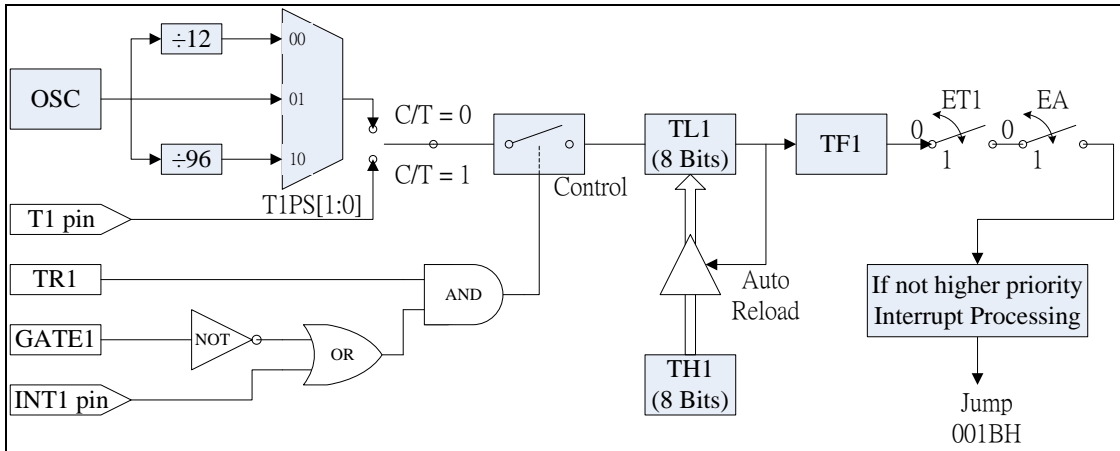 OSC
÷12
÷96
00
01
10
T1PS[1:0]
C/T = 0
C/T = 1
Control
TL1
(8 Bits)
TF1
ET1
0
1
EA
0
1
T1 pin
TR1
GATE1
INT1 pin
NOT
OR
AND
Auto
Reload
TH1
(8 Bits)
If not higher priority
Interrupt Processing
Jump
001BH